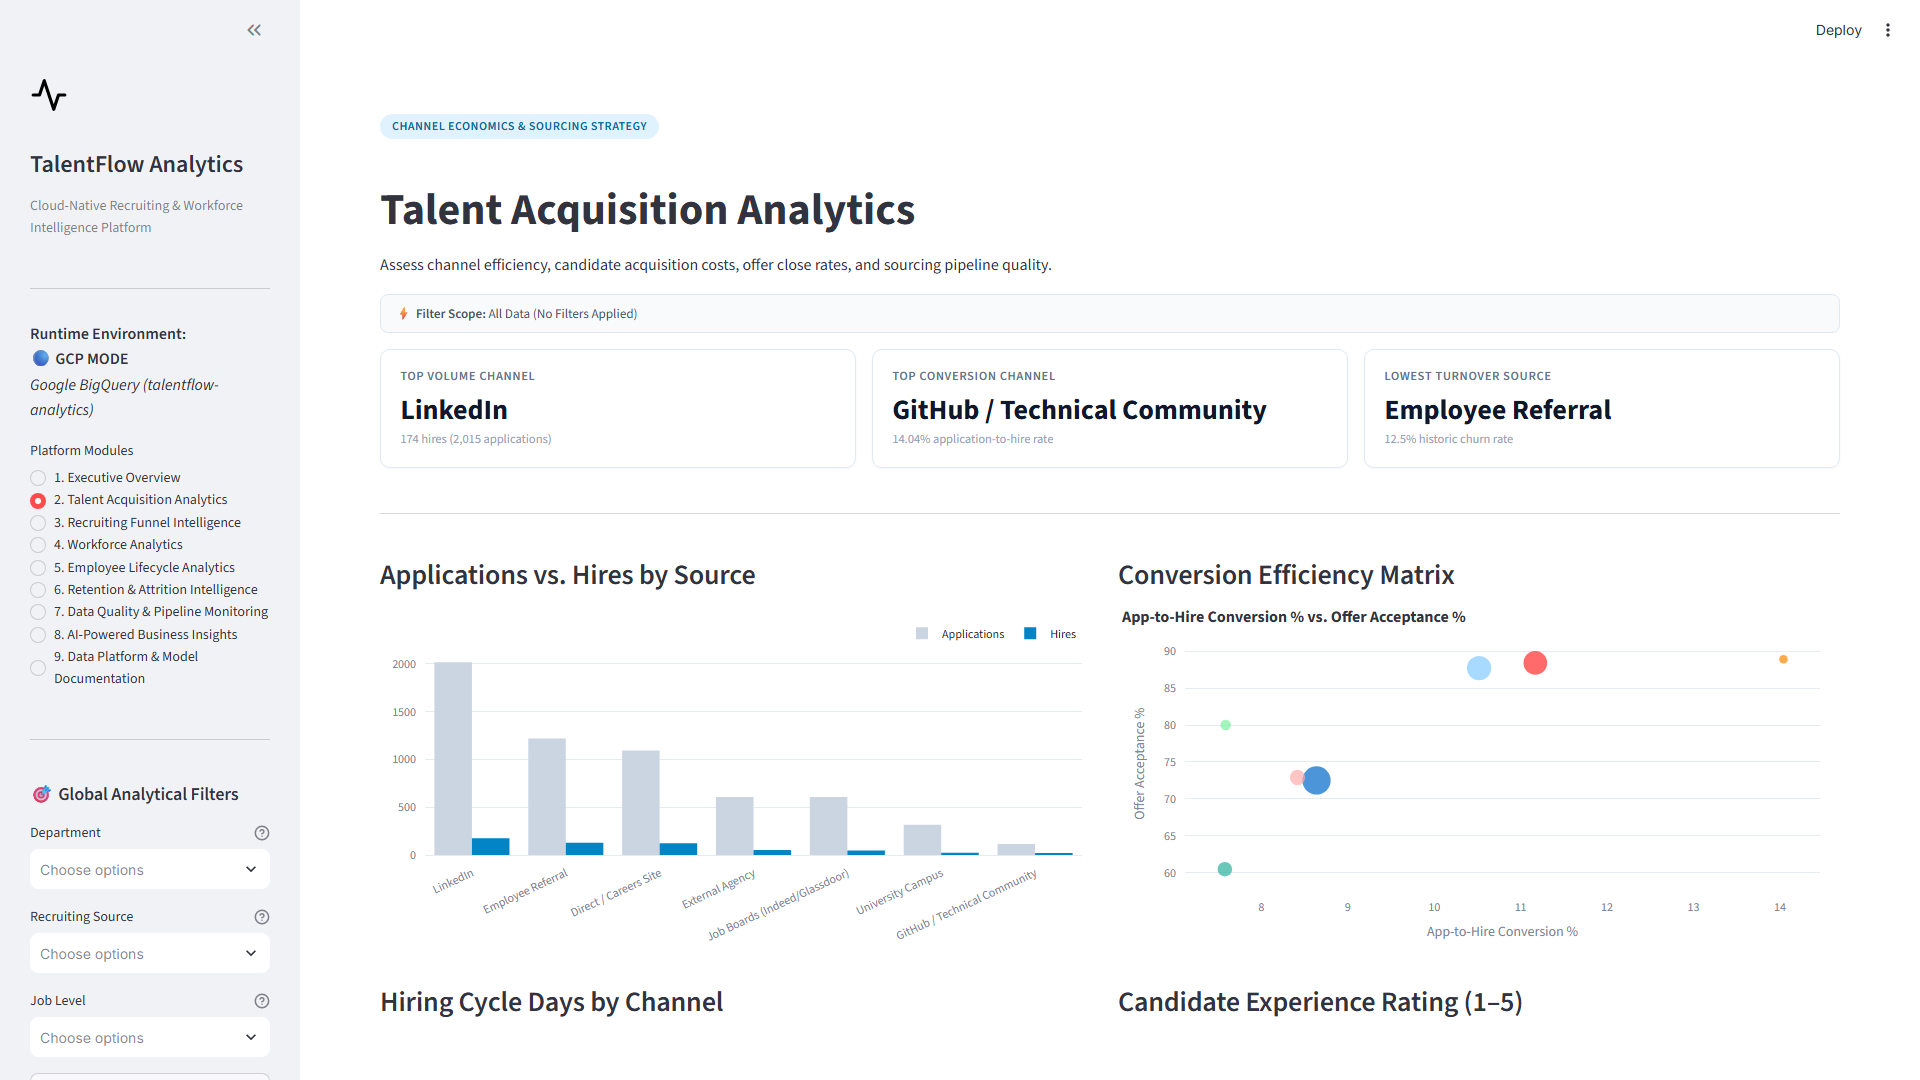 Deploy
TalentFlow Analytics
Cloud-Native Recruiting & Workforce
Intelligence Platform
Runtime Environment:
GCP MODE
Google BigQuery (talentflow-
analytics)
Platform Modules
1. Executive Overview
2. Talent Acquisition Analytics
3. Recruiting Funnel Intelligence
4. Workforce Analytics
5. Employee Lifecycle Analytics
6. Retention & Attrition Intelligence
7. Data Quality & Pipeline Monitoring
8. AI-Powered Business Insights
9. Data Platform & Model
Documentation
Global Analytical Filters
Department
Choose options
Recruiting Source
Choose options
Job Level
Choose options
CHANNEL ECONOMICS & SOURCING STRATEGY
Talent Acquisition Analytics
Assess channel efficiency, candidate acquisition costs, offer close rates, and sourcing pipeline quality.
Filter Scope: All Data (No Filters Applied)
TOP VOLUME CHANNEL
LinkedIn
174 hires (2,015 applications)
TOP CONVERSION CHANNEL
GitHub / Technical Community
14.04% application-to-hire rate
LOWEST TURNOVER SOURCE
Employee Referral
12.5% historic churn rate
Applications vs. Hires by Source
Applications
Hires
2000
1500
1000
500
0
LinkedIn
Employee Referral
Direct / Careers Site
External Agency
Job Boards (Indeed/Glassdoor)
University Campus
GitHub / Technical Community
Conversion Efficiency Matrix
App-to-Hire Conversion % vs. Offer Acceptance %
90
85
80
75
70
65
60
Offer Acceptance %
8
9
10
11
12
13
14
App-to-Hire Conversion %
Hiring Cycle Days by Channel
Candidate Experience Rating (1–5)